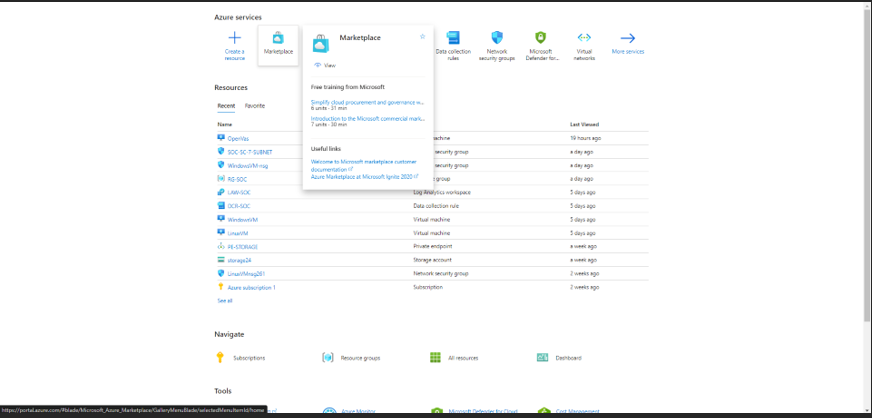 Azure services
Create a resource
Marketplace
Marketplace
View
Free training from Microsoft
Simplify cloud procurement and governance w...
6 units · 31 min
Introduction to the Microsoft commercial mark...
7 units · 30 min
Useful links
Welcome to Microsoft marketplace customer
documentation
Azure Marketplace at Microsoft Ignite 2020
Data collection rules
Network security groups
Microsoft Defender for...
Virtual networks
More services
Resources
Recent Favorite
Name Last Viewed
OpenVas achine 19 hours ago
SOC-SC-7-SUBNET security group a day ago
WindowsVM-nsg security group a day ago
RG-SOC e group a day ago
LAW-SOC Log Analytics workspace 5 days ago
DCR-SOC Data collection rule 5 days ago
WindowsVM Virtual machine 5 days ago
LinuxVM Virtual machine 5 days ago
PE-STORAGE Private endpoint a week ago
storage24 Storage account a week ago
LinuxVMnsg281 Network security group 2 weeks ago
Azure subscription 1 Subscription 2 weeks ago
See all
Navigate
Subscriptions Resource groups All resources Dashboard
Tools
Azure Monitor Microsoft Defender for Cloud Cost Management
https://portal.azure.com/#blade/Microsoft_Azure_Marketplace/GalleryMenuBlade/selectedMenuItemId/home